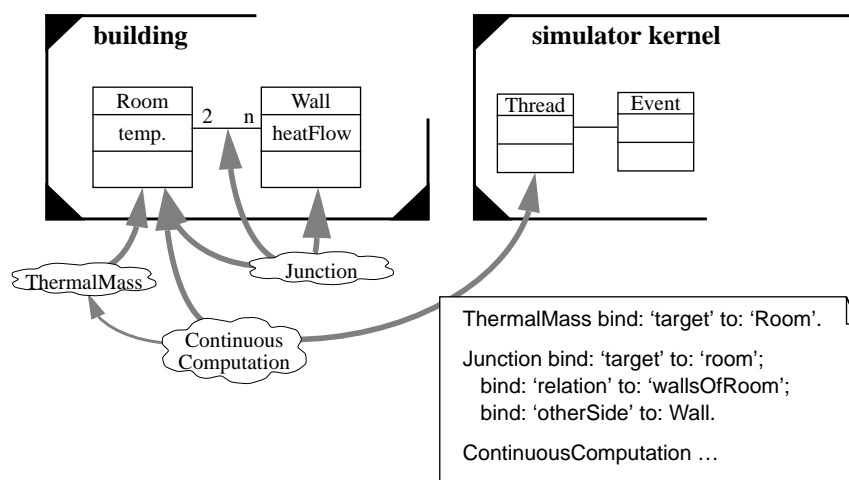 building
simulator kernel
Room
Wall
2
n
temp.
heatFlow
Thread
Event
ThermalMass
Junction
Continuous
Computation
ThermalMass bind: ‘target’ to: ‘Room’.
Junction bind: ‘target’ to: ‘room’;
bind: ‘relation’ to: ‘wallsOfRoom’;
bind: ‘otherSide’ to: Wall.
ContinuousComputation …